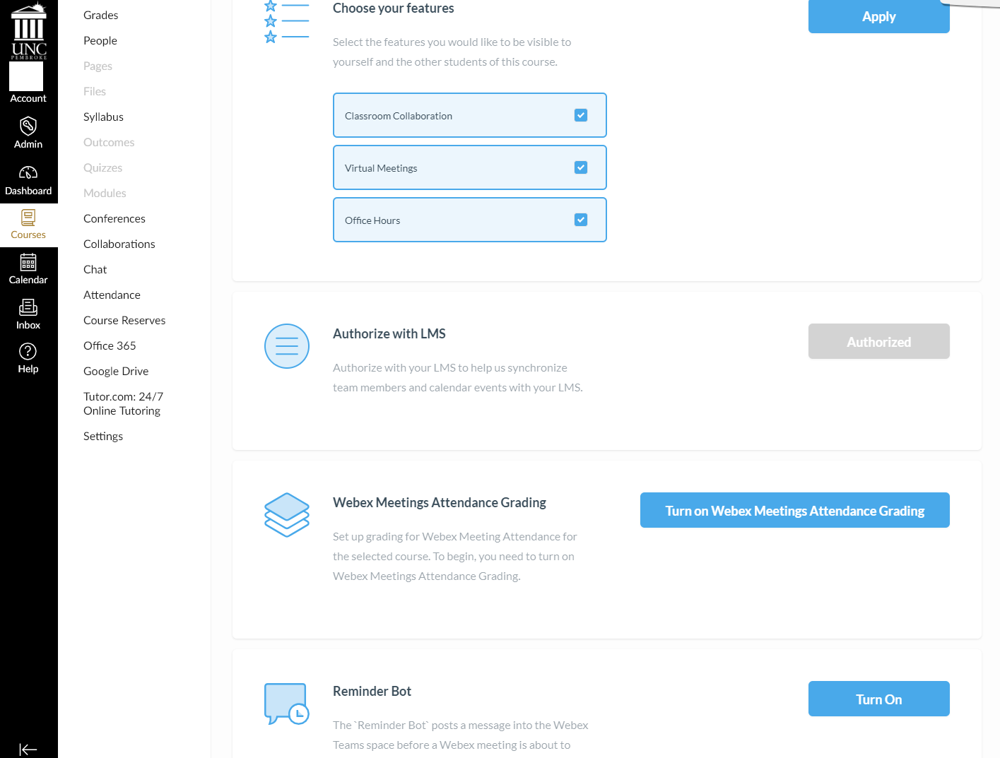 UNC
PEMBROKE
Account
Admin
Dashboard
Courses
Calendar
Inbox
Help
Grades
People
Pages
Files
Syllabus
Outcomes
Quizzes
Modules
Conferences
Collaborations
Chat
Attendance
Course Reserves
Office 365
Google Drive
Tutor.com: 24/7
Online Tutoring
Settings
Choose your features
Apply
Select the features you would like to be visible to
yourself and the other students of this course.
Classroom Collaboration
Virtual Meetings
Office Hours
Authorize with LMS
Authorized
Authorize with your LMS to help us synchronize
team members and calendar events with your LMS.
Webex Meetings Attendance Grading
Turn on Webex Meetings Attendance Grading
Set up grading for Webex Meeting Attendance for
the selected course. To begin, you need to turn on
Webex Meetings Attendance Grading.
Reminder Bot
Turn On
The `Reminder Bot` posts a message into the Webex
Teams space before a Webex meeting is about to